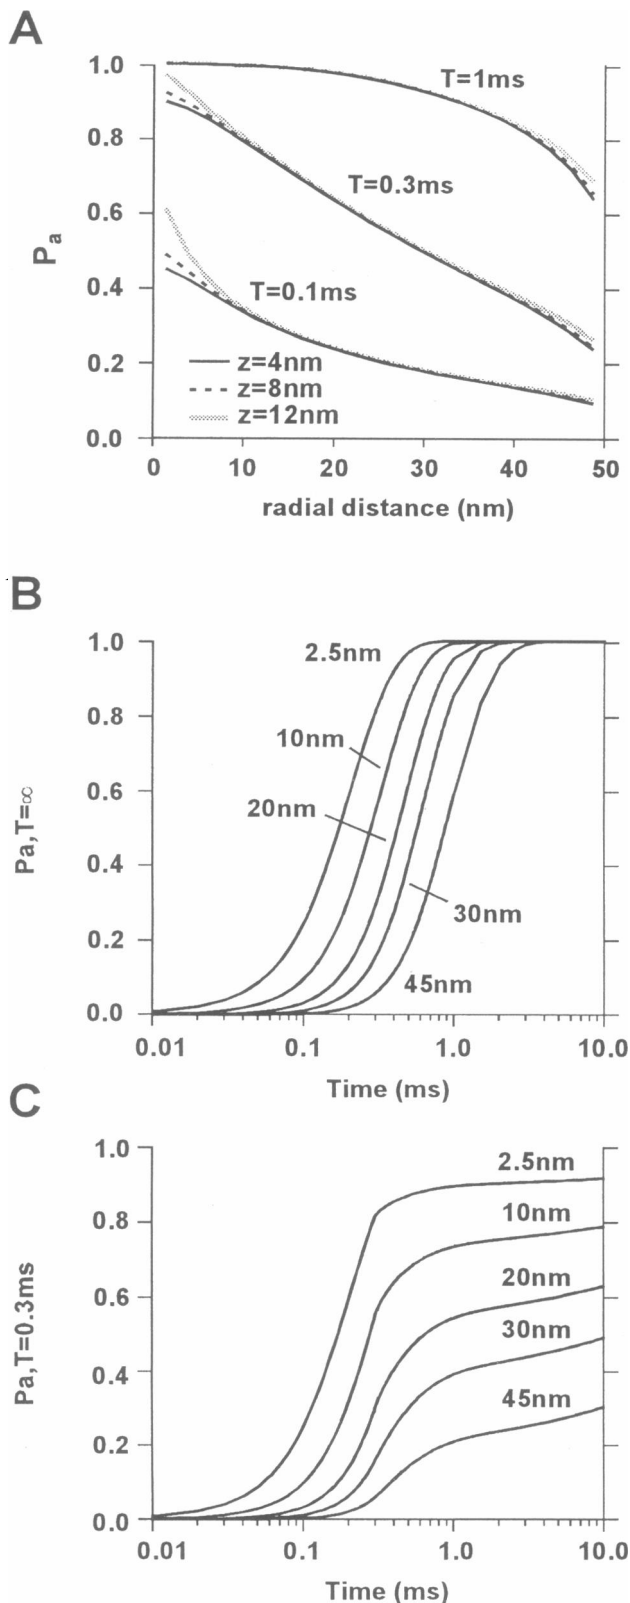 A
1.0
T=1ms
0.8
T=0.3ms
0.6
Pa
0.4
T=0.1ms
z=4nm
0.2
z=8nm
z=12nm
0.0
0 10 20 30 40 50
radial distance (nm)
B
1.0
2.5nm
0.8
10nm
0.6
20nm
Pa,T=∞
0.4
30nm
0.2
45nm
0.0
0.01 0.1 1.0 10.0
Time (ms)
C
1.0
2.5nm
0.8
10nm
0.6
20nm
Pa,T=0.3ms
30nm
0.4
45nm
0.2
0.0
0.01 0.1 1.0 10.0
Time (ms)